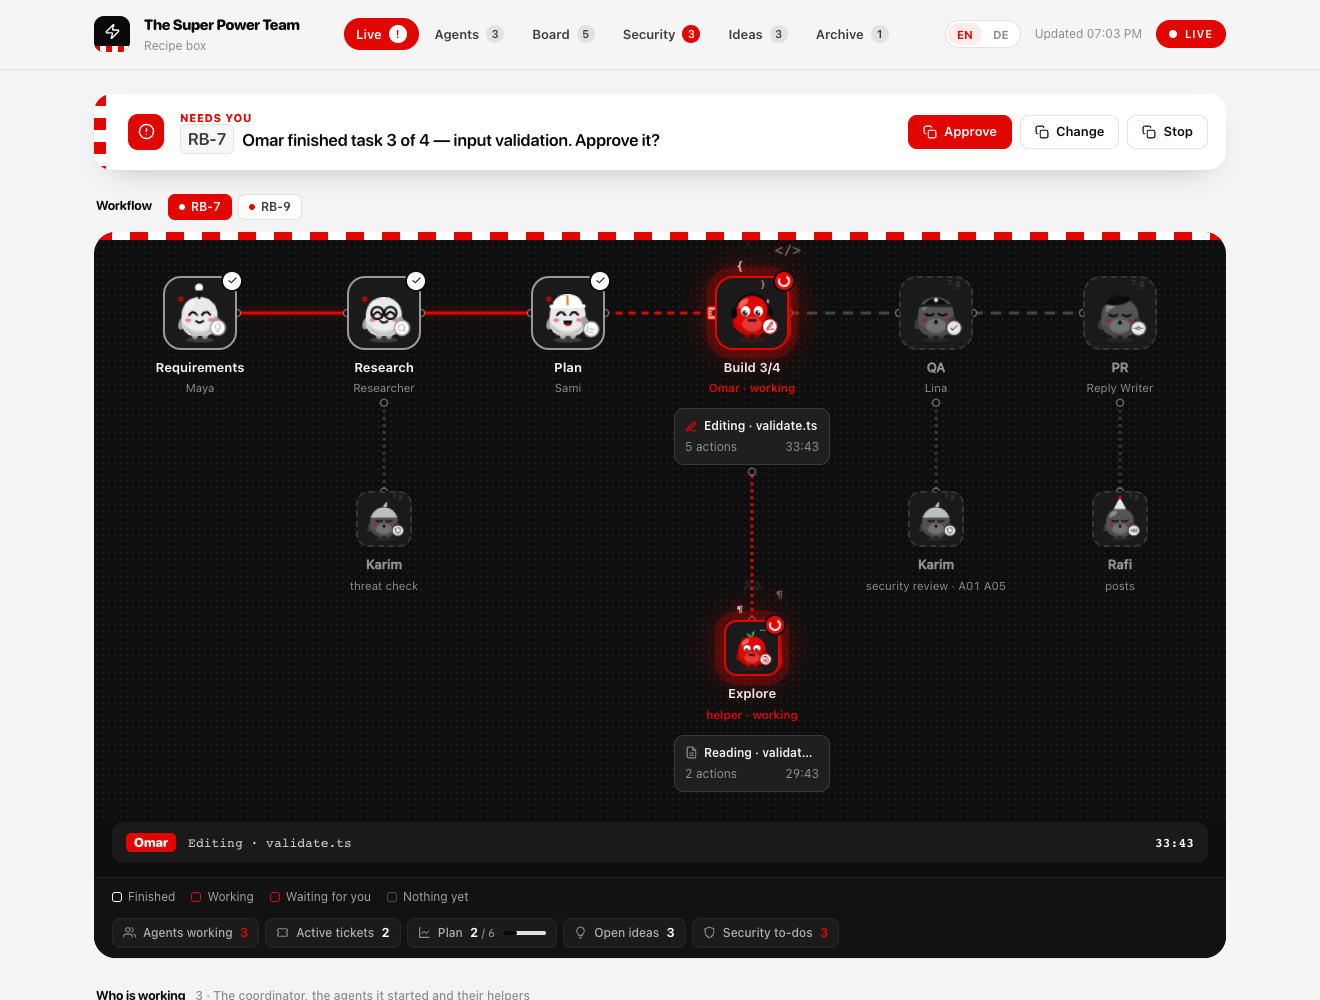 The Super Power Team
Recipe box
Live !
Agents 3
Board 5
Security 3
Ideas 3
Archive 1
EN DE
Updated 07:03 PM
LIVE
NEEDS YOU
RB-7 Omar finished task 3 of 4 — input validation. Approve it?
Approve
Change
Stop
Workflow
RB-7
RB-9
</>
{
}
Requirements
Maya
Research
Researcher
Plan
Sami
Build 3/4
Omar · working
QA
Lina
PR
Reply Writer
Editing · validate.ts
5 actions 33:43
Karim
threat check
Karim
security review · A01 A05
Rafi
posts
¶
¶
Explore
helper · working
Reading · validat...
2 actions 29:43
Omar Editing · validate.ts 33:43
Finished
Working
Waiting for you
Nothing yet
Agents working 3
Active tickets 2
Plan 2 / 6
Open ideas 3
Security to-dos 3
Who is working 3 · The coordinator, the agents it started and their helpers